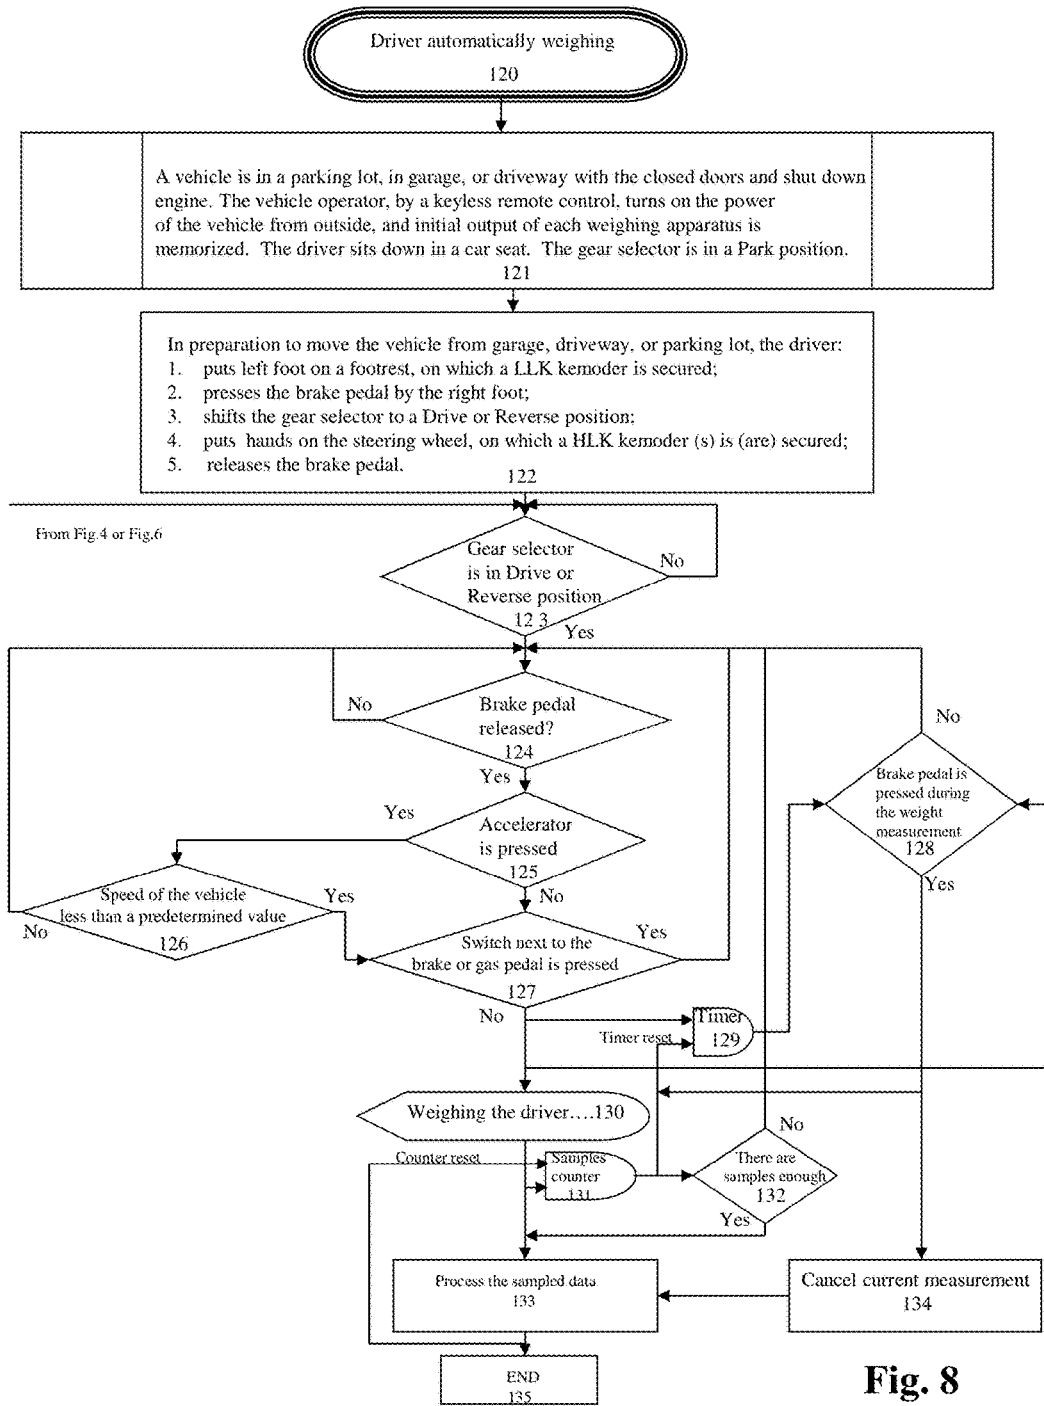 Driver automatically weighing
120
A vehicle is in a parking lot, in garage, or driveway with the closed doors and shut down
engine. The vehicle operator, by a keyless remote control, turns on the power
of the vehicle from outside, and initial output of each weighing apparatus is
memorized. The driver sits down in a car seat. The gear selector is in a Park position.
121
In preparation to move the vehicle from garage, driveway, or parking lot, the driver:
1. puts left foot on a footrest, on which a LLK kemoder is secured;
2. presses the brake pedal by the right foot;
3. shifts the gear selector to a Drive or Reverse position;
4. puts hands on the steering wheel, on which a HLK kemoder (s) is (are) secured;
5. releases the brake pedal.
122
From Fig.4 or Fig.6
Gear selector
is in Drive or
Reverse position
123
No
Yes
Brake pedal
released?
124
No
Yes
Accelerator
is pressed
125
Yes
No
Speed of the vehicle
less than a predetermined value
126
No
Yes
Switch next to the
brake or gas pedal is pressed
127
Yes
No
Brake pedal is
pressed during
the weight
measurement
128
No
Yes
Timer
129
Timer reset
Weighing the driver....130
Counter reset
Samples
counter
131
There are
samples enough
132
No
Yes
Process the sampled data
133
Cancel current measurement
134
END
135
Fig. 8